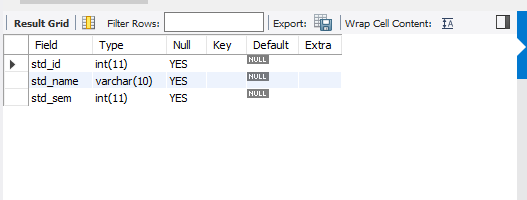 Result Grid Filter Rows: Export: Wrap Cell Content: IA
Field Type Null Key Default Extra
std_id int(11) YES NULL
std_name varchar(10) YES NULL
std_sem int(11) YES NULL